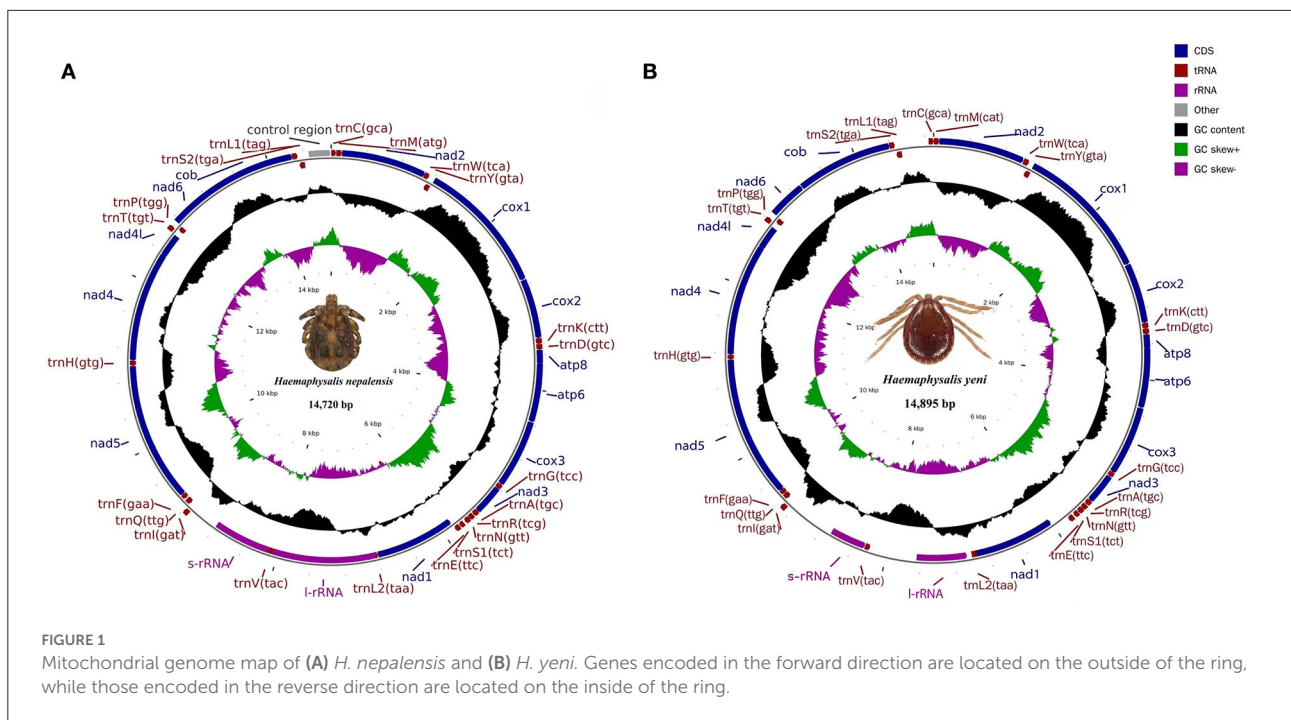 A
control region
trnC(gca)
trnM(atg)
nad2
trnW(tca)
trnY(gta)
cox1
cox2
trnK(ctt)
trnD(gtc)
atp8
atp6
cox3
trnG(tcc)
nad3
trnA(tgc)
trnR(tcg)
trnN(gtt)
trnS1(tct)
trnE(ttc)
nad1
trnL2(taa)
l-rRNA
trnV(tac)
s-rRNA
trnI(gat)
trnQ(ttg)
trnF(gaa)
nad5
trnH(gtg)
nad4
nad4l
trnT(tgt)
trnP(tgg)
nad6
cob
trnS2(tga)
trnL1(tag)
2 kbp
4 kbp
6 kbp
8 kbp
10 kbp
12 kbp
14 kbp
Haemaphysalis nepalensis
14,720 bp
B
trnC(gca)
trnM(cat)
nad2
trnW(tca)
trnY(gta)
cox1
cox2
trnK(ctt)
trnD(gtc)
atp8
atp6
cox3
trnG(tcc)
nad3
trnA(tgc)
trnR(tcg)
trnN(gtt)
trnS1(tct)
trnE(ttc)
nad1
trnL2(taa)
l-rRNA
trnV(tac)
s-rRNA
trnI(gat)
trnQ(ttg)
trnF(gaa)
nad5
trnH(gtg)
nad4
nad4l
trnT(tgt)
trnP(tgg)
nad6
cob
trnS2(tga)
trnL1(tag)
2 kbp
4 kbp
6 kbp
8 kbp
10 kbp
12 kbp
14 kbp
Haemaphysalis yeni
14,895 bp
CDS
tRNA
rRNA
Other
GC content
GC skew+
GC skew-
FIGURE 1
Mitochondrial genome map of (A) H. nepalensis and (B) H. yeni. Genes encoded in the forward direction are located on the outside of the ring,
while those encoded in the reverse direction are located on the inside of the ring.